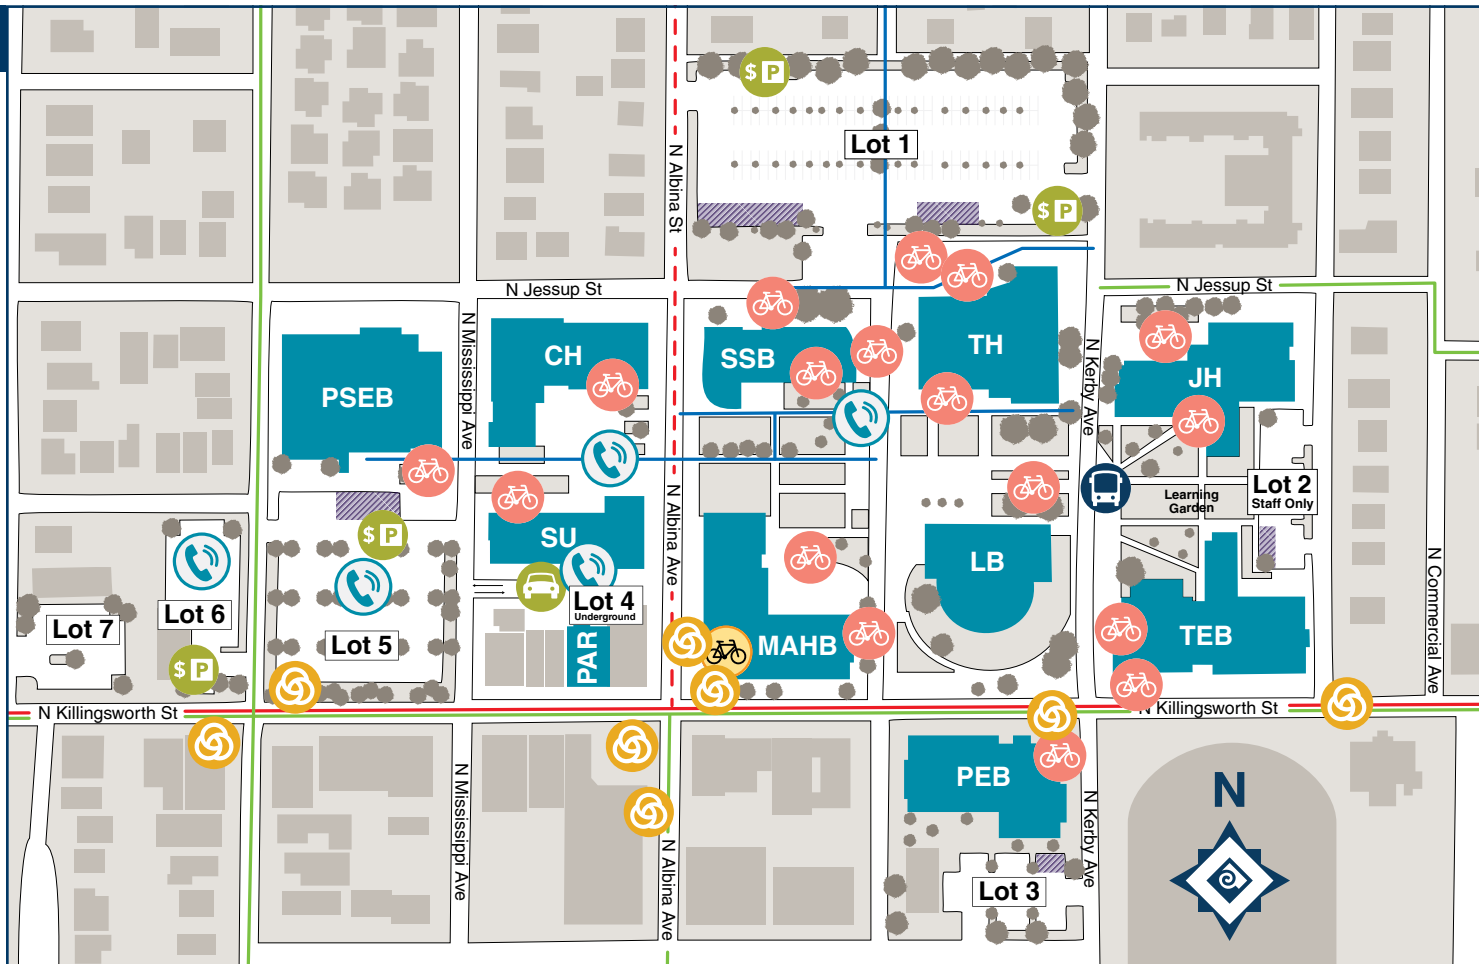 $ P
N Albina St
Lot 1
$ P
N Jessup St
N Jessup St
N Mississippi Ave
CH
SSB
TH
N Kerby Ave
JH
PSEB
Learning
Garden
Lot 2
Staff Only
$ P
SU
N Albina Ave
LB
N Commercial Ave
Lot 6
Lot 7
Lot 5
Lot 4
Underground
PAR
MAHB
TEB
$ P
N Killingsworth St
N Killingsworth St
N Mississippi Ave
N Albina Ave
PEB
N Kerby Ave
Lot 3
N